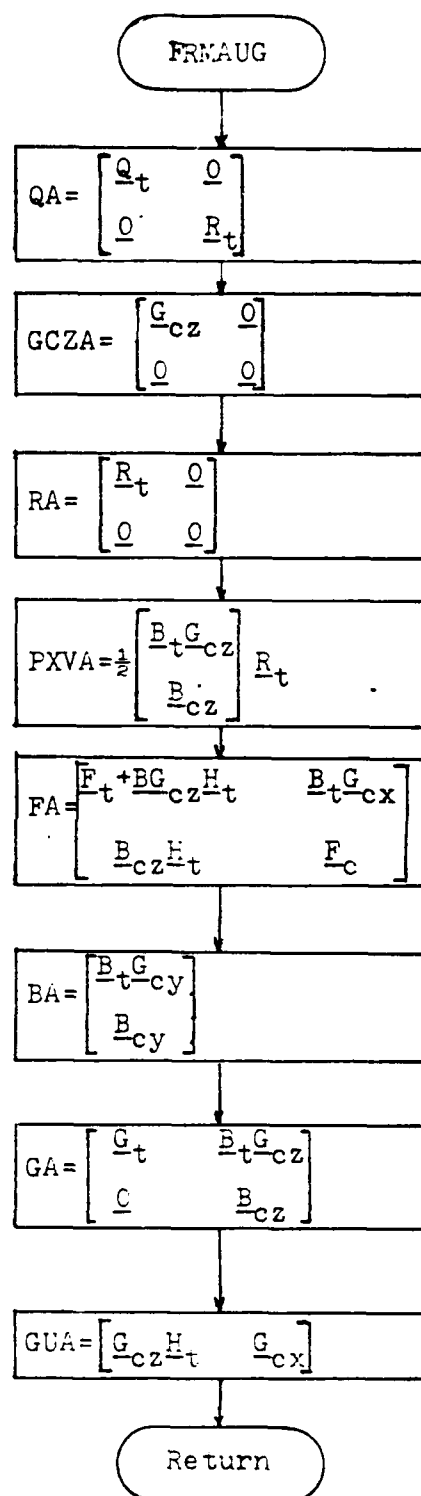 FRMAUG
QA= [Q_t 0
0 R_t]
GCZA= [G_cz 0
0 0]
RA= [R_t 0
0 0]
PXVA=½ [B_tG_cz
B_cz] R_t
FA= [F_t+BG_czH_t B_tG_cx
B_czH_t F_c]
BA= [B_tG_cy
B_cy]
GA= [G_t B_tG_cz
0 B_cz]
GUA= [G_czH_t G_cx]
Return